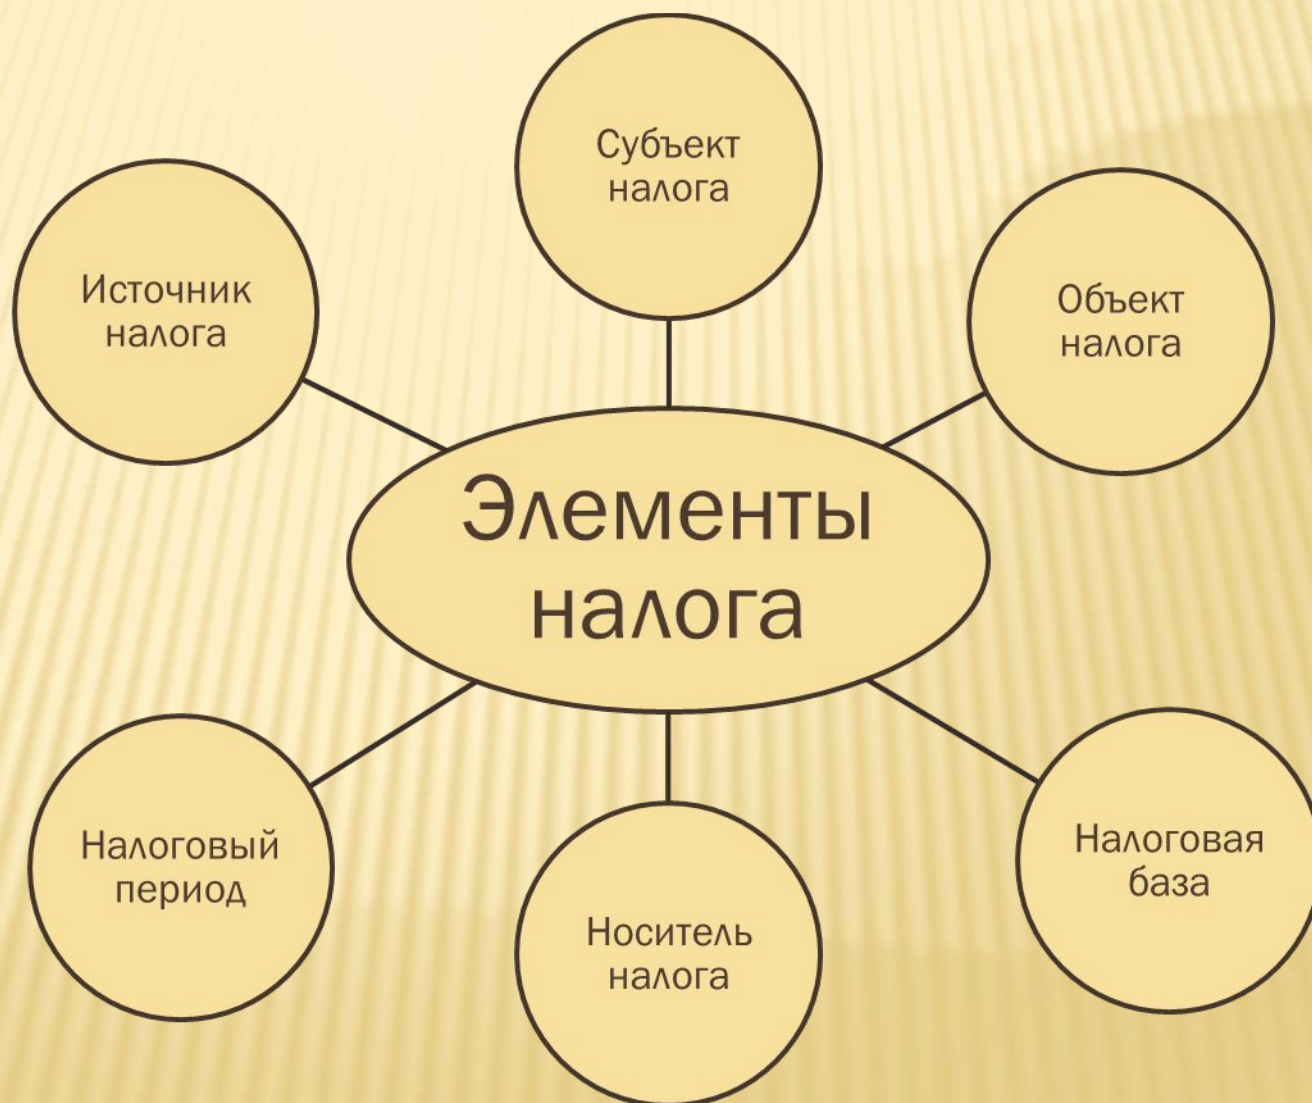 Субъект
налога
Источник
налога
Объект
налога
Элементы
налога
Налоговый
период
Носитель
налога
Налоговая
база